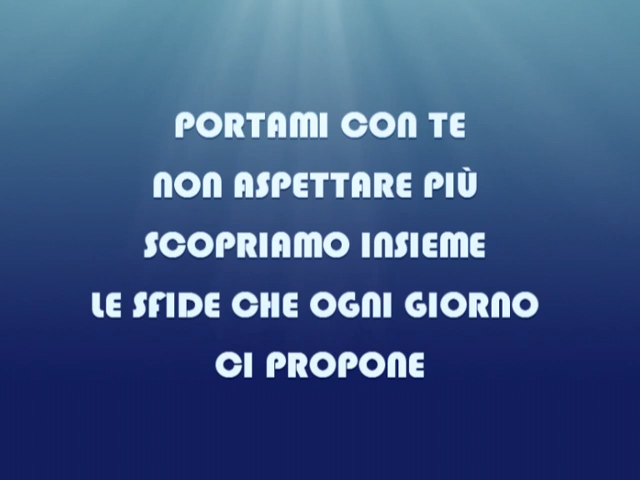 PORTAMI CON TE
NON ASPETTARE PIÙ
SCOPRIAMO INSIEME
LE SFIDE CHE OGNI GIORNO
CI PROPONE